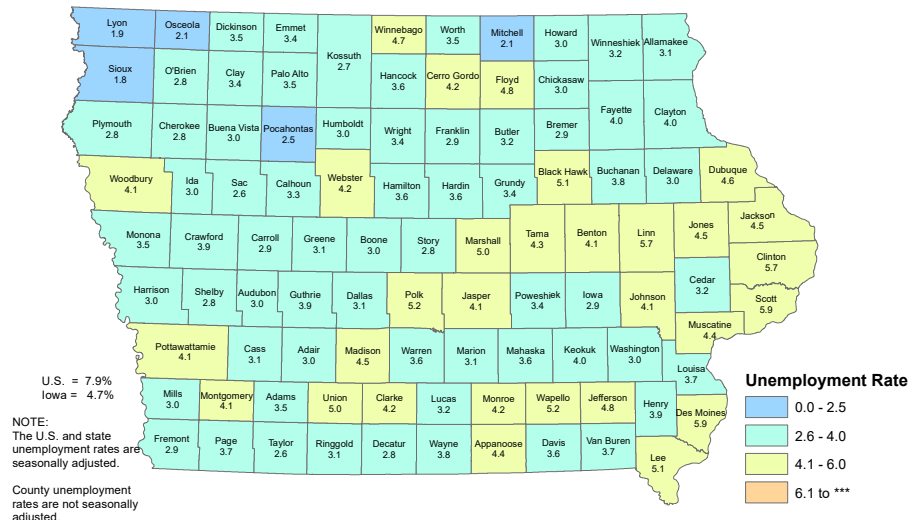 Lyon
1.9
Osceola
2.1
Dickinson
3.5
Emmet
3.4
Kossuth
2.7
Winnebago
4.7
Worth
3.5
Mitchell
2.1
Howard
3.0
Winneshiek
3.2
Allamakee
3.1
Sioux
1.8
O'Brien
2.8
Clay
3.4
Palo Alto
3.5
Hancock
3.6
Cerro Gordo
4.2
Floyd
4.8
Chickasaw
3.0
Fayette
4.0
Clayton
4.0
Plymouth
2.8
Cherokee
2.8
Buena Vista
3.0
Pocahontas
2.5
Humboldt
3.0
Wright
3.4
Franklin
2.9
Butler
3.2
Bremer
2.9
Woodbury
4.1
Ida
3.0
Sac
2.6
Calhoun
3.3
Webster
4.2
Hamilton
3.6
Hardin
3.6
Grundy
3.4
Black Hawk
5.1
Buchanan
3.8
Delaware
3.0
Dubuque
4.6
Monona
3.5
Crawford
3.9
Carroll
2.9
Greene
3.1
Boone
3.0
Story
2.8
Marshall
5.0
Tama
4.3
Benton
4.1
Linn
5.7
Jones
4.5
Jackson
4.5
Clinton
5.7
Harrison
3.0
Shelby
2.8
Audubon
3.0
Guthrie
3.9
Dallas
3.1
Polk
5.2
Jasper
4.1
Poweshiek
3.4
Iowa
2.9
Johnson
4.1
Cedar
3.2
Scott
5.9
Muscatine
4.4
Pottawattamie
4.1
Cass
3.1
Adair
3.0
Madison
4.5
Warren
3.6
Marion
3.1
Mahaska
3.6
Keokuk
4.0
Washington
3.0
Louisa
3.7
Mills
3.0
Montgomery
4.1
Adams
3.5
Union
5.0
Clarke
4.2
Lucas
3.2
Monroe
4.2
Wapello
5.2
Jefferson
4.8
Henry
3.9
Des Moines
5.9
Fremont
2.9
Page
3.7
Taylor
2.6
Ringgold
3.1
Decatur
2.8
Wayne
3.8
Appanoose
4.4
Davis
3.6
Van Buren
3.7
Lee
5.1
U.S. = 7.9%
Iowa = 4.7%
NOTE:
The U.S. and state
unemployment rates are
seasonally adjusted.
County unemployment
rates are not seasonally
adjusted.
Unemployment Rate
0.0 - 2.5
2.6 - 4.0
4.1 - 6.0
6.1 to ***